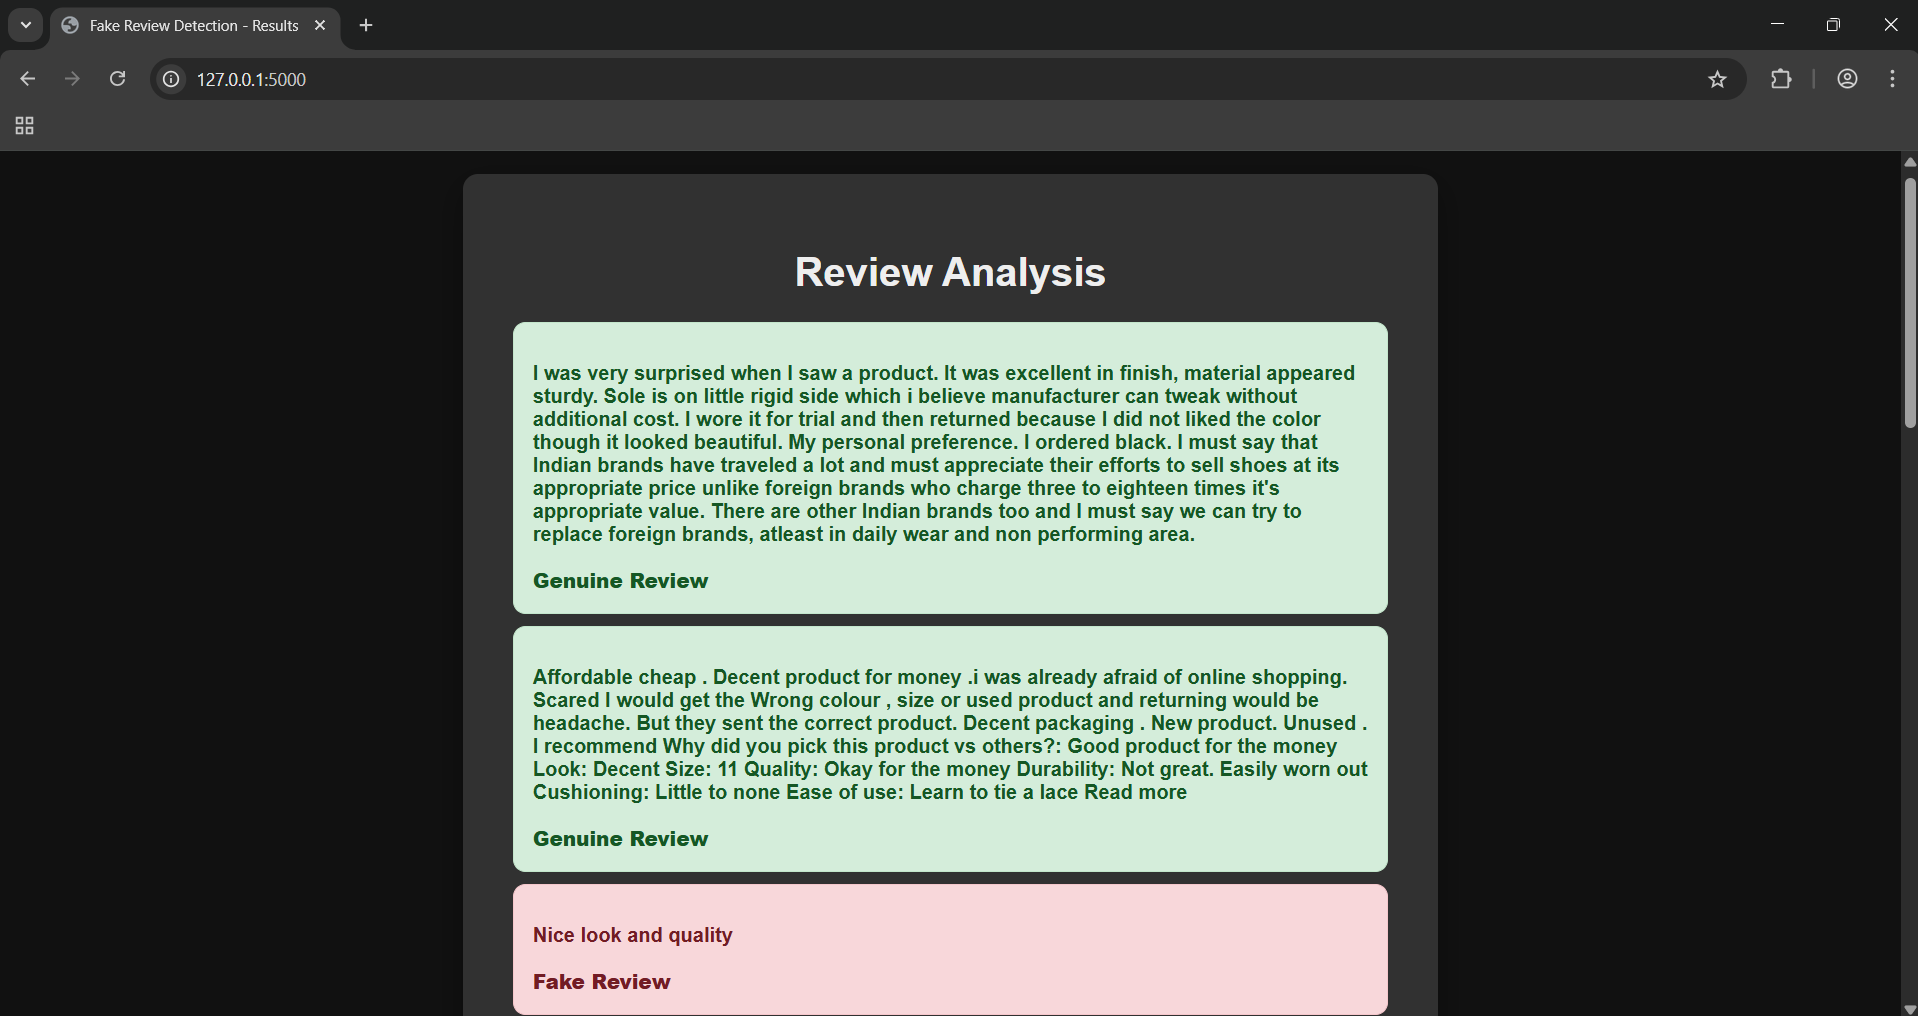 Fake Review Detection - Results
127.0.0.1:5000
Review Analysis
I was very surprised when I saw a product. It was excellent in finish, material appeared
sturdy. Sole is on little rigid side which i believe manufacturer can tweak without
additional cost. I wore it for trial and then returned because I did not liked the color
though it looked beautiful. My personal preference. I ordered black. I must say that
Indian brands have traveled a lot and must appreciate their efforts to sell shoes at its
appropriate price unlike foreign brands who charge three to eighteen times it's
appropriate value. There are other Indian brands too and I must say we can try to
replace foreign brands, atleast in daily wear and non performing area.
Genuine Review
Affordable cheap . Decent product for money .i was already afraid of online shopping.
Scared I would get the Wrong colour , size or used product and returning would be
headache. But they sent the correct product. Decent packaging . New product. Unused .
I recommend Why did you pick this product vs others?: Good product for the money
Look: Decent Size: 11 Quality: Okay for the money Durability: Not great. Easily worn out
Cushioning: Little to none Ease of use: Learn to tie a lace Read more
Genuine Review
Nice look and quality
Fake Review